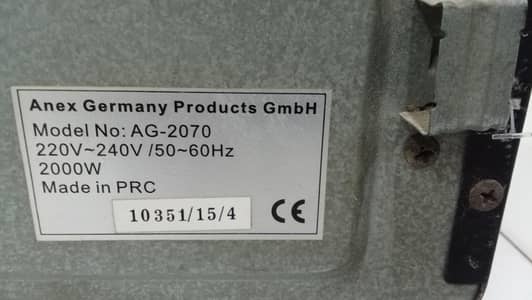 Anex Germany Products GmbH
Model No: AG-2070
220V~240V /50~60Hz
2000W
Made in PRC
10351/15/4 CE